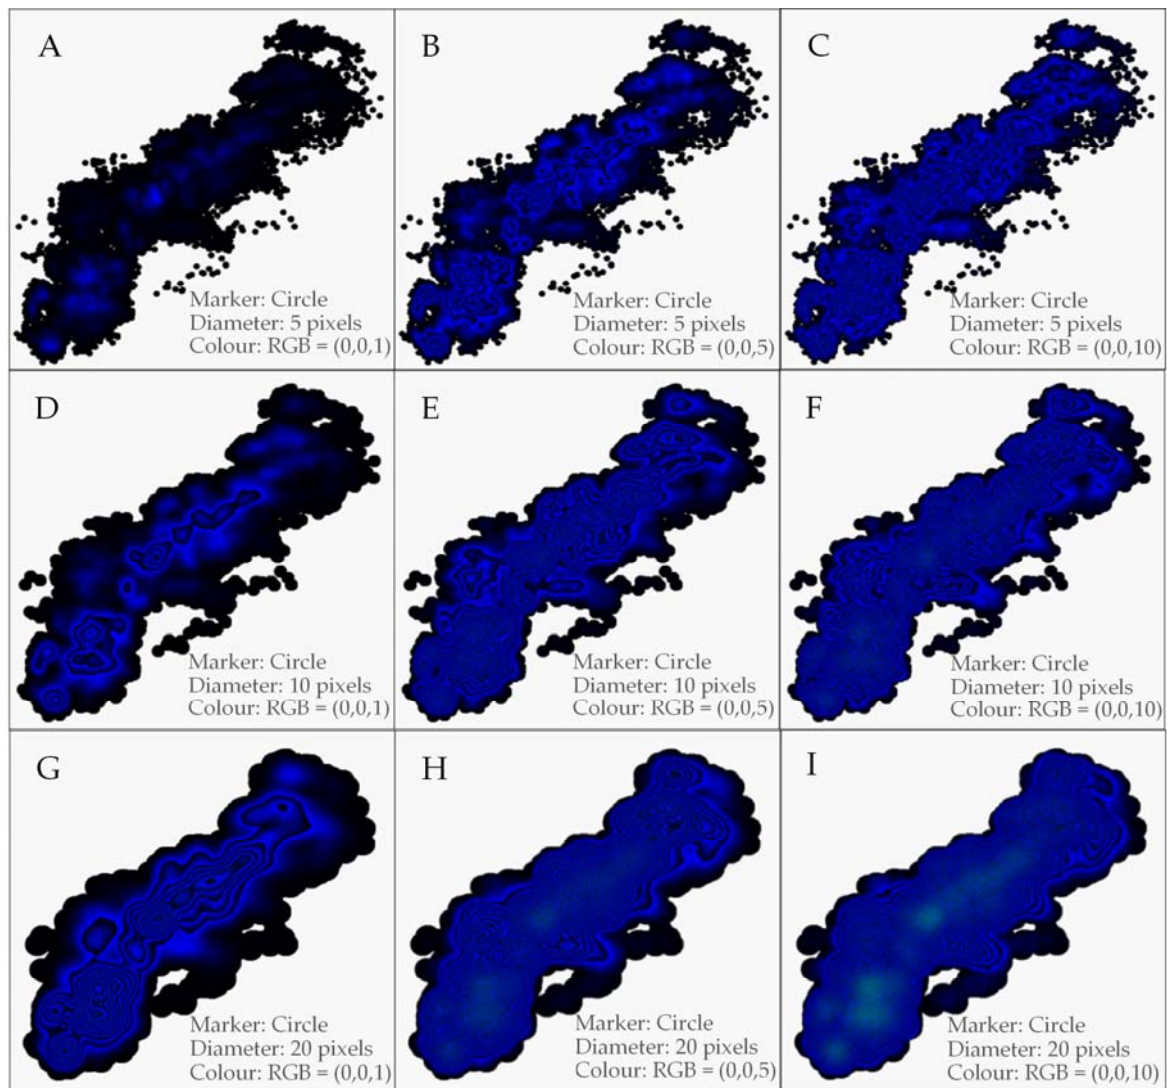 A
Marker: Circle
Diameter: 5 pixels
Colour: RGB = (0,0,1)
B
Marker: Circle
Diameter: 5 pixels
Colour: RGB = (0,0,5)
C
Marker: Circle
Diameter: 5 pixels
Colour: RGB = (0,0,10)
D
Marker: Circle
Diameter: 10 pixels
Colour: RGB = (0,0,1)
E
Marker: Circle
Diameter: 10 pixels
Colour: RGB = (0,0,5)
F
Marker: Circle
Diameter: 10 pixels
Colour: RGB = (0,0,10)
G
Marker: Circle
Diameter: 20 pixels
Colour: RGB = (0,0,1)
H
Marker: Circle
Diameter: 20 pixels
Colour: RGB = (0,0,5)
I
Marker: Circle
Diameter: 20 pixels
Colour: RGB = (0,0,10)